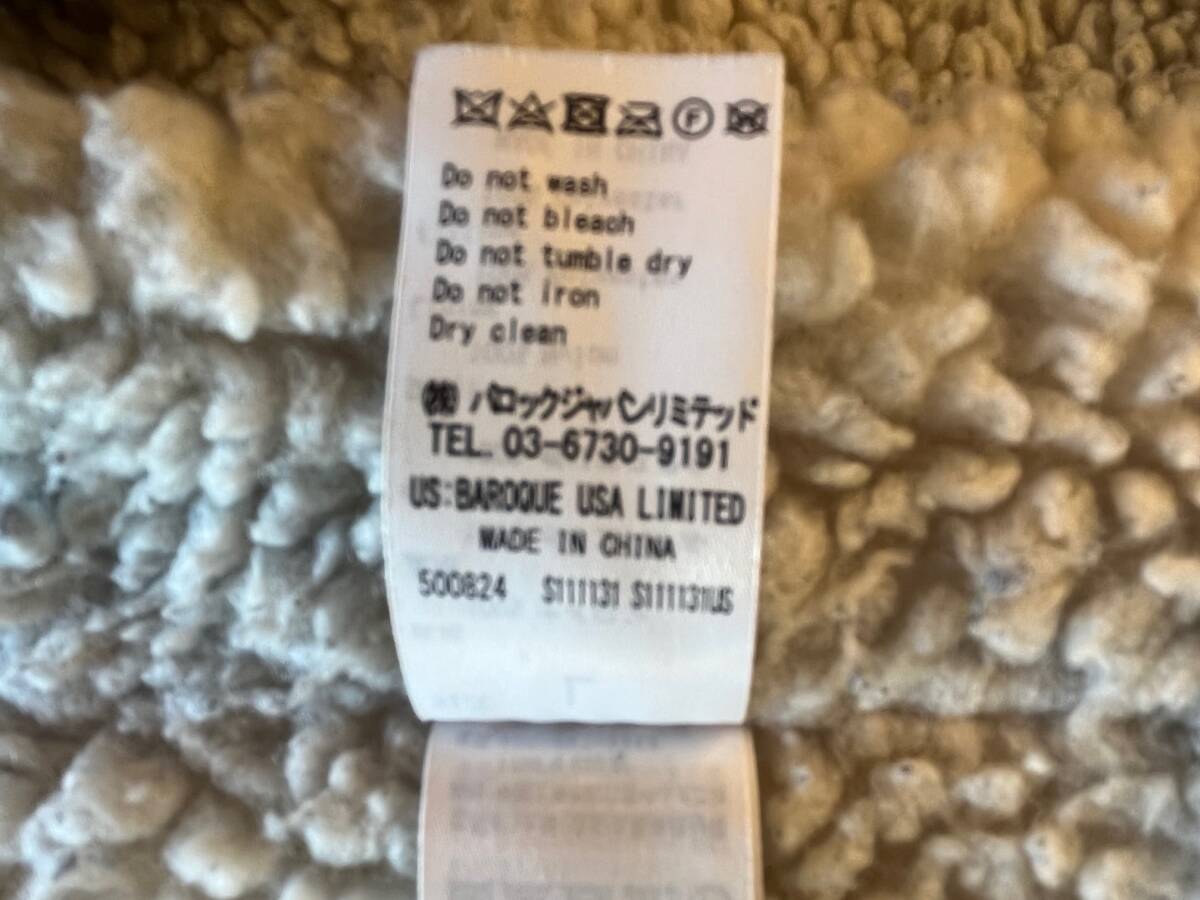 F W
Do not wash
Do not bleach
Do not tumble dry
Do not iron
Dry clean
㈱ バロックジャパンリミテッド
TEL. 03-6730-9191
US:BAROQUE USA LIMITED
MADE IN CHINA
500824 S111131 S111131US